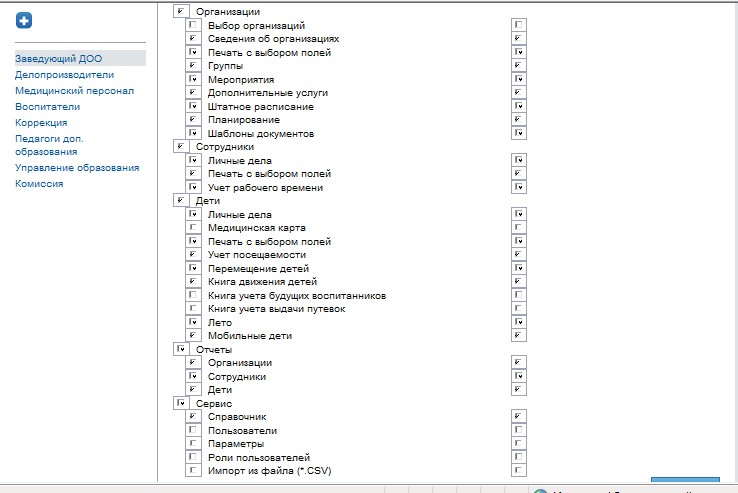 Организации
Выбор организаций
Сведения об организациях
Заведующий ДОО
Печать с выбором полей
Делопроизводители
Группы
Медицинский персонал
Мероприятия
Воспитатели
Дополнительные услуги
Коррекция
Штатное расписание
Педагоги доп.
образования
Планирование
Управление образования
Шаблоны документов
Комиссия
Сотрудники
Личные дела
Печать с выбором полей
Учет рабочего времени
Дети
Личные дела
Медицинская карта
Печать с выбором полей
Учет посещаемости
Перемещение детей
Книга движения детей
Книга учета будущих воспитанников
Книга учета выдачи путевок
Лето
Мобильные дети
Отчеты
Организации
Сотрудники
Дети
Сервис
Справочник
Пользователи
Параметры
Роли пользователей
Импорт из файла (*.CSV)